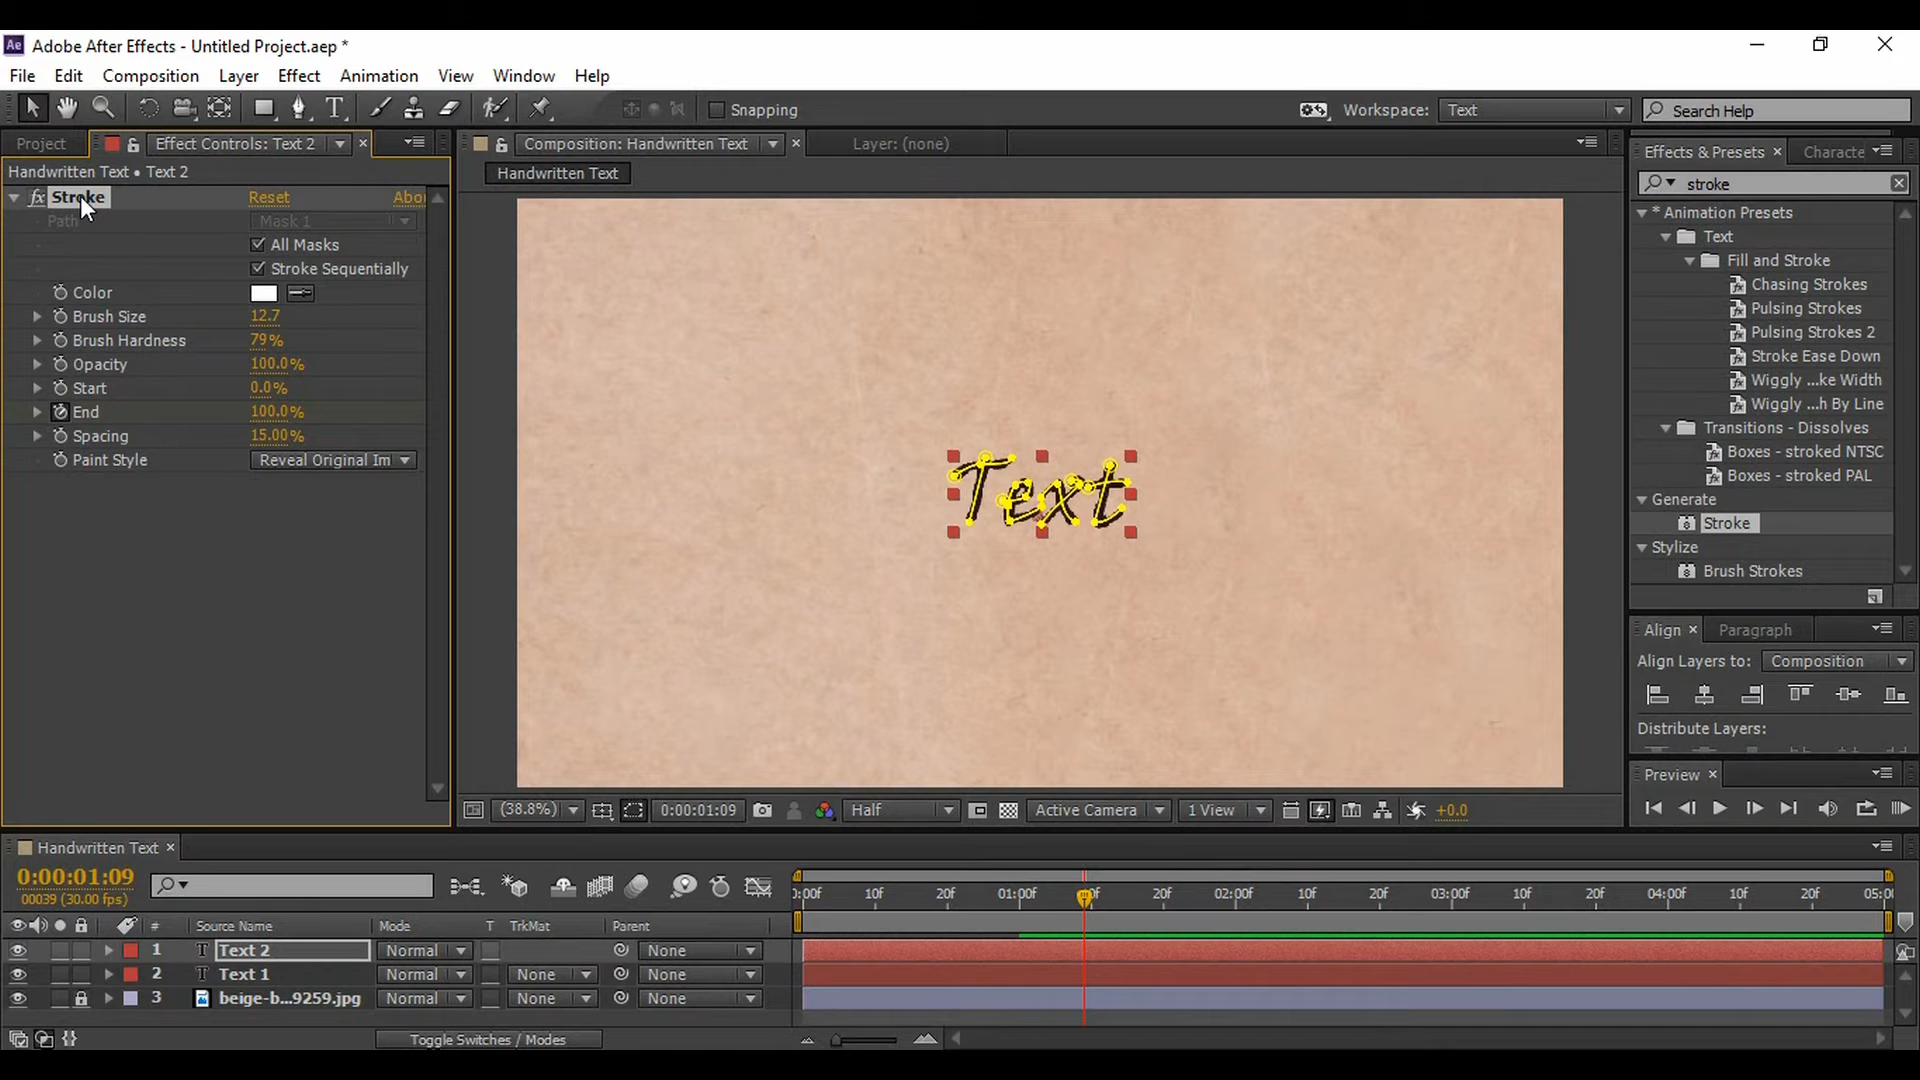 Ae Adobe After Effects - Untitled Project.aep *
File Edit Composition Layer Effect Animation View Window Help
Snapping
Workspace: Text
Search Help
Project
Effect Controls: Text 2
Composition: Handwritten Text
Layer: (none)
Effects & Presets
Characte
Handwritten Text • Text 2
Handwritten Text
stroke
fx Stroke Reset Abo
Path Mask 1
All Masks
Stroke Sequentially
Color
Brush Size 12.7
Brush Hardness 79%
Opacity 100.0%
Start 0.0%
End 100.0%
Spacing 15.00%
Paint Style Reveal Original Im
Text
* Animation Presets
Text
Fill and Stroke
Chasing Strokes
Pulsing Strokes
Pulsing Strokes 2
Stroke Ease Down
Wiggly ...ke Width
Wiggly ...h By Line
Transitions - Dissolves
Boxes - stroked NTSC
Boxes - stroked PAL
Generate
Stroke
Stylize
Brush Strokes
Align Paragraph
Align Layers to: Composition
Distribute Layers:
Preview
(38.8%) 0:00:01:09 Half Active Camera 1 View +0.0
Handwritten Text
0:00:01:09
00039 (30.00 fps)
0:00f 10f 20f 01:00f 0f 20f 02:00f 10f 20f 03:00f 10f 20f 04:00f 10f 20f 05:00
# Source Name Mode T TrkMat Parent
1 T Text 2 Normal None
2 T Text 1 Normal None None
3 beige-b...9259.jpg Normal None None
Toggle Switches / Modes